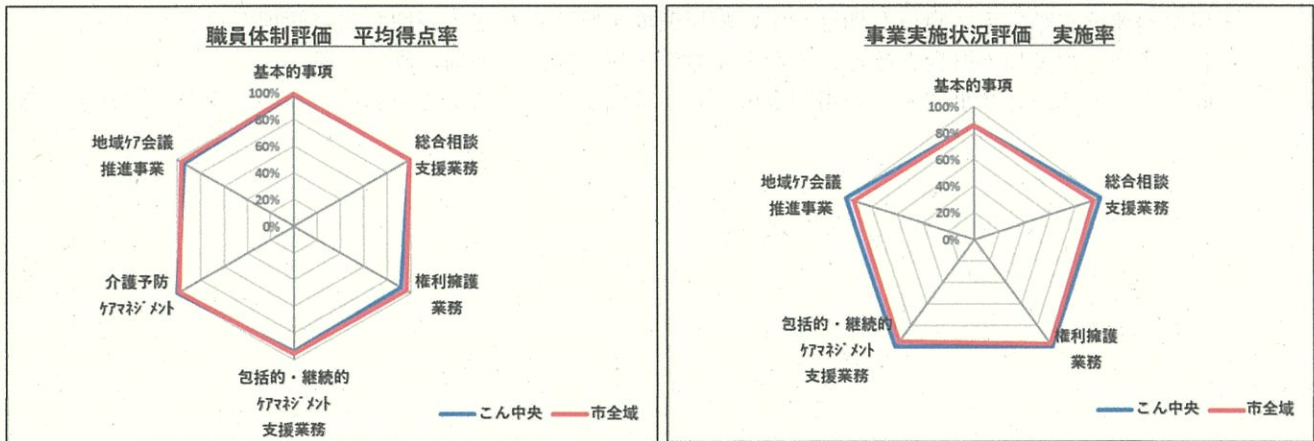 職員体制評価　平均得点率
基本的事項
100%
80%
60%
40%
20%
0%
総合相談
支援業務
権利擁護
業務
包括的・継続的
ｹｱﾏﾈｼﾞﾒﾝﾄ
支援業務
介護予防
ｹｱﾏﾈｼﾞﾒﾝﾄ
地域ｹｱ会議
推進事業
こん中央
市全域
事業実施状況評価　実施率
基本的事項
100%
80%
60%
40%
20%
0%
総合相談
支援業務
権利擁護
業務
包括的・継続的
ｹｱﾏﾈｼﾞﾒﾝﾄ
支援業務
地域ｹｱ会議
推進事業
こん中央
市全域